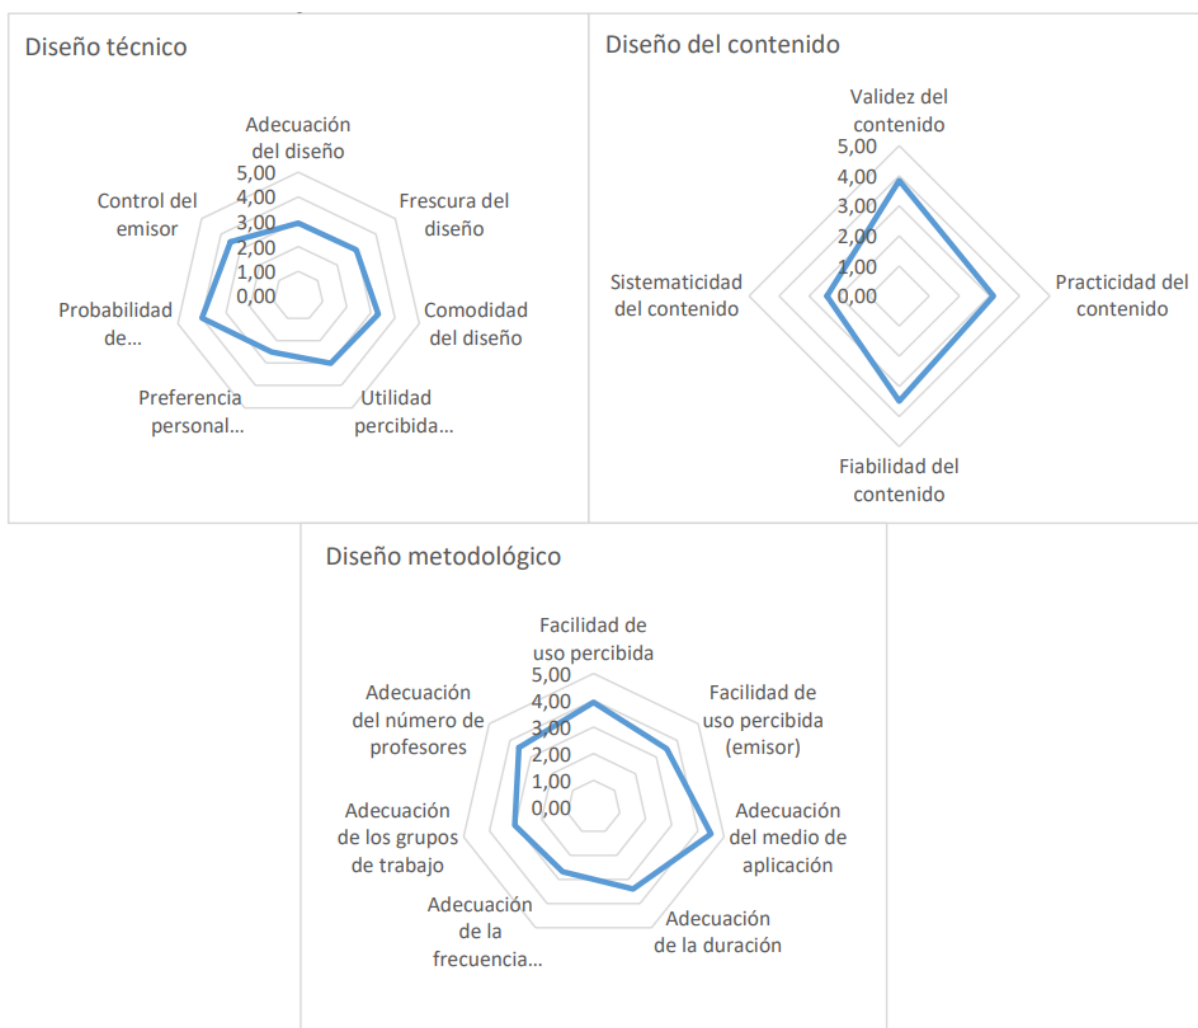 Diseño técnico
Adecuación
del diseño
5,00
4,00
3,00
2,00
1,00
0,00
Frescura del
diseño
Comodidad
del diseño
Utilidad
percibida...
Preferencia
personal...
Probabilidad
de...
Control del
emisor
Diseño del contenido
Validez del
contenido
5,00
4,00
3,00
2,00
1,00
0,00
Practicidad del
contenido
Fiabilidad del
contenido
Sistematicidad
del contenido
Diseño metodológico
Facilidad de
uso percibida
5,00
4,00
3,00
2,00
1,00
0,00
Facilidad de
uso percibida
(emisor)
Adecuación
del medio de
aplicación
Adecuación
de la duración
Adecuación
de la
frecuencia...
Adecuación
de los grupos
de trabajo
Adecuación
del número de
profesores